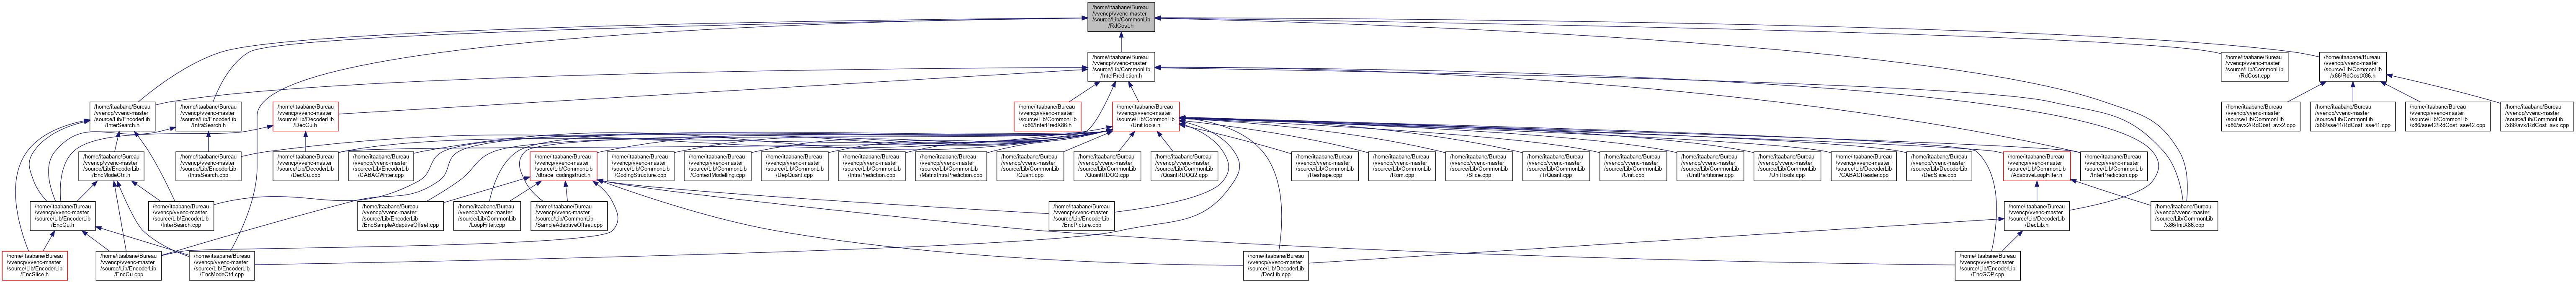 /home/itaabane/Bureau
/vvencp/vvenc-master
/source/Lib/CommonLib
/RdCost.h
/home/itaabane/Bureau
/vvencp/vvenc-master
/source/Lib/CommonLib
/InterPrediction.h
/home/itaabane/Bureau
/vvencp/vvenc-master
/source/Lib/CommonLib
/RdCost.cpp
/home/itaabane/Bureau
/vvencp/vvenc-master
/source/Lib/CommonLib
/x86/RdCostX86.h
/home/itaabane/Bureau
/vvencp/vvenc-master
/source/Lib/EncoderLib
/InterSearch.h
/home/itaabane/Bureau
/vvencp/vvenc-master
/source/Lib/EncoderLib
/IntraSearch.h
/home/itaabane/Bureau
/vvencp/vvenc-master
/source/Lib/DecoderLib
/DecCu.h
/home/itaabane/Bureau
/vvencp/vvenc-master
/source/Lib/CommonLib
/x86/InterPredX86.h
/home/itaabane/Bureau
/vvencp/vvenc-master
/source/Lib/CommonLib
/UnitTools.h
/home/itaabane/Bureau
/vvencp/vvenc-master
/source/Lib/CommonLib
/x86/avx2/RdCost_avx2.cpp
/home/itaabane/Bureau
/vvencp/vvenc-master
/source/Lib/CommonLib
/x86/sse41/RdCost_sse41.cpp
/home/itaabane/Bureau
/vvencp/vvenc-master
/source/Lib/CommonLib
/x86/sse42/RdCost_sse42.cpp
/home/itaabane/Bureau
/vvencp/vvenc-master
/source/Lib/CommonLib
/x86/avx/RdCost_avx.cpp
/home/itaabane/Bureau
/vvencp/vvenc-master
/source/Lib/EncoderLib
/EncModeCtrl.h
/home/itaabane/Bureau
/vvencp/vvenc-master
/source/Lib/EncoderLib
/IntraSearch.cpp
/home/itaabane/Bureau
/vvencp/vvenc-master
/source/Lib/DecoderLib
/DecCu.cpp
/home/itaabane/Bureau
/vvencp/vvenc-master
/source/Lib/EncoderLib
/CABACWriter.cpp
/home/itaabane/Bureau
/vvencp/vvenc-master
/source/Lib/CommonLib
/dtrace_codingstruct.h
/home/itaabane/Bureau
/vvencp/vvenc-master
/source/Lib/CommonLib
/CodingStructure.cpp
/home/itaabane/Bureau
/vvencp/vvenc-master
/source/Lib/CommonLib
/ContextModelling.cpp
/home/itaabane/Bureau
/vvencp/vvenc-master
/source/Lib/CommonLib
/DepQuant.cpp
/home/itaabane/Bureau
/vvencp/vvenc-master
/source/Lib/CommonLib
/IntraPrediction.cpp
/home/itaabane/Bureau
/vvencp/vvenc-master
/source/Lib/CommonLib
/MatrixIntraPrediction.cpp
/home/itaabane/Bureau
/vvencp/vvenc-master
/source/Lib/CommonLib
/Quant.cpp
/home/itaabane/Bureau
/vvencp/vvenc-master
/source/Lib/CommonLib
/QuantRDOQ.cpp
/home/itaabane/Bureau
/vvencp/vvenc-master
/source/Lib/CommonLib
/QuantRDOQ2.cpp
/home/itaabane/Bureau
/vvencp/vvenc-master
/source/Lib/CommonLib
/Reshape.cpp
/home/itaabane/Bureau
/vvencp/vvenc-master
/source/Lib/CommonLib
/Rom.cpp
/home/itaabane/Bureau
/vvencp/vvenc-master
/source/Lib/CommonLib
/Slice.cpp
/home/itaabane/Bureau
/vvencp/vvenc-master
/source/Lib/CommonLib
/TrQuant.cpp
/home/itaabane/Bureau
/vvencp/vvenc-master
/source/Lib/CommonLib
/Unit.cpp
/home/itaabane/Bureau
/vvencp/vvenc-master
/source/Lib/CommonLib
/UnitPartitioner.cpp
/home/itaabane/Bureau
/vvencp/vvenc-master
/source/Lib/CommonLib
/UnitTools.cpp
/home/itaabane/Bureau
/vvencp/vvenc-master
/source/Lib/DecoderLib
/CABACReader.cpp
/home/itaabane/Bureau
/vvencp/vvenc-master
/source/Lib/DecoderLib
/DecSlice.cpp
/home/itaabane/Bureau
/vvencp/vvenc-master
/source/Lib/CommonLib
/AdaptiveLoopFilter.h
/home/itaabane/Bureau
/vvencp/vvenc-master
/source/Lib/CommonLib
/InterPrediction.cpp
/home/itaabane/Bureau
/vvencp/vvenc-master
/source/Lib/EncoderLib
/EncCu.h
/home/itaabane/Bureau
/vvencp/vvenc-master
/source/Lib/EncoderLib
/InterSearch.cpp
/home/itaabane/Bureau
/vvencp/vvenc-master
/source/Lib/EncoderLib
/EncSampleAdaptiveOffset.cpp
/home/itaabane/Bureau
/vvencp/vvenc-master
/source/Lib/CommonLib
/LoopFilter.cpp
/home/itaabane/Bureau
/vvencp/vvenc-master
/source/Lib/CommonLib
/SampleAdaptiveOffset.cpp
/home/itaabane/Bureau
/vvencp/vvenc-master
/source/Lib/EncoderLib
/EncPicture.cpp
/home/itaabane/Bureau
/vvencp/vvenc-master
/source/Lib/DecoderLib
/DecLib.h
/home/itaabane/Bureau
/vvencp/vvenc-master
/source/Lib/CommonLib
/x86/InitX86.cpp
/home/itaabane/Bureau
/vvencp/vvenc-master
/source/Lib/EncoderLib
/EncSlice.h
/home/itaabane/Bureau
/vvencp/vvenc-master
/source/Lib/EncoderLib
/EncCu.cpp
/home/itaabane/Bureau
/vvencp/vvenc-master
/source/Lib/EncoderLib
/EncModeCtrl.cpp
/home/itaabane/Bureau
/vvencp/vvenc-master
/source/Lib/DecoderLib
/DecLib.cpp
/home/itaabane/Bureau
/vvencp/vvenc-master
/source/Lib/EncoderLib
/EncGOP.cpp